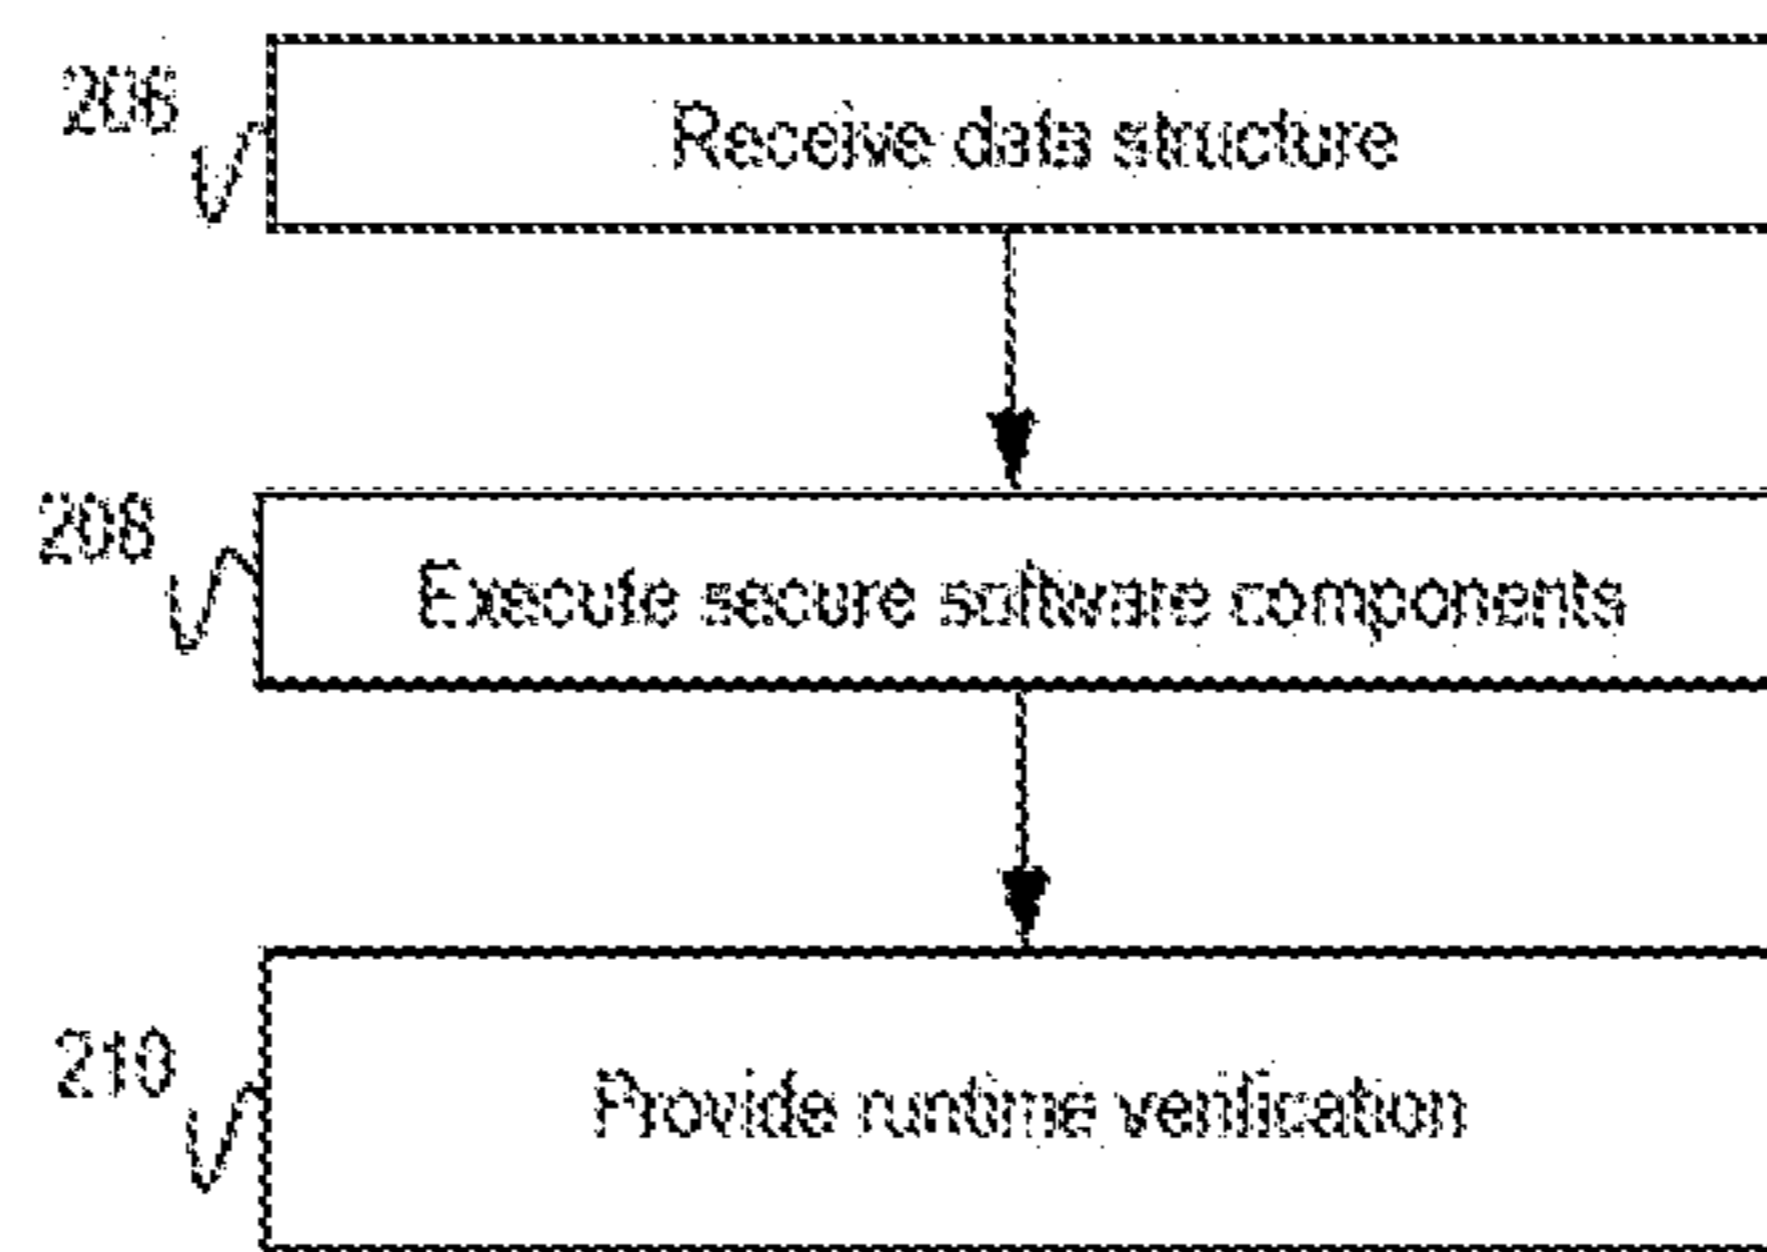 206
Receive data structure
208
Execute secure software components
210
Provide runtime verification